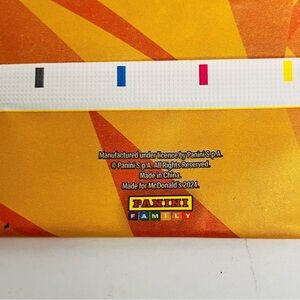 Manufactured under licence by Panini S.p.A.
© Panini S.p.A. All Rights Reserved.
Made in China.
Made for McDonald's 2024.
PANINI
FAMILY